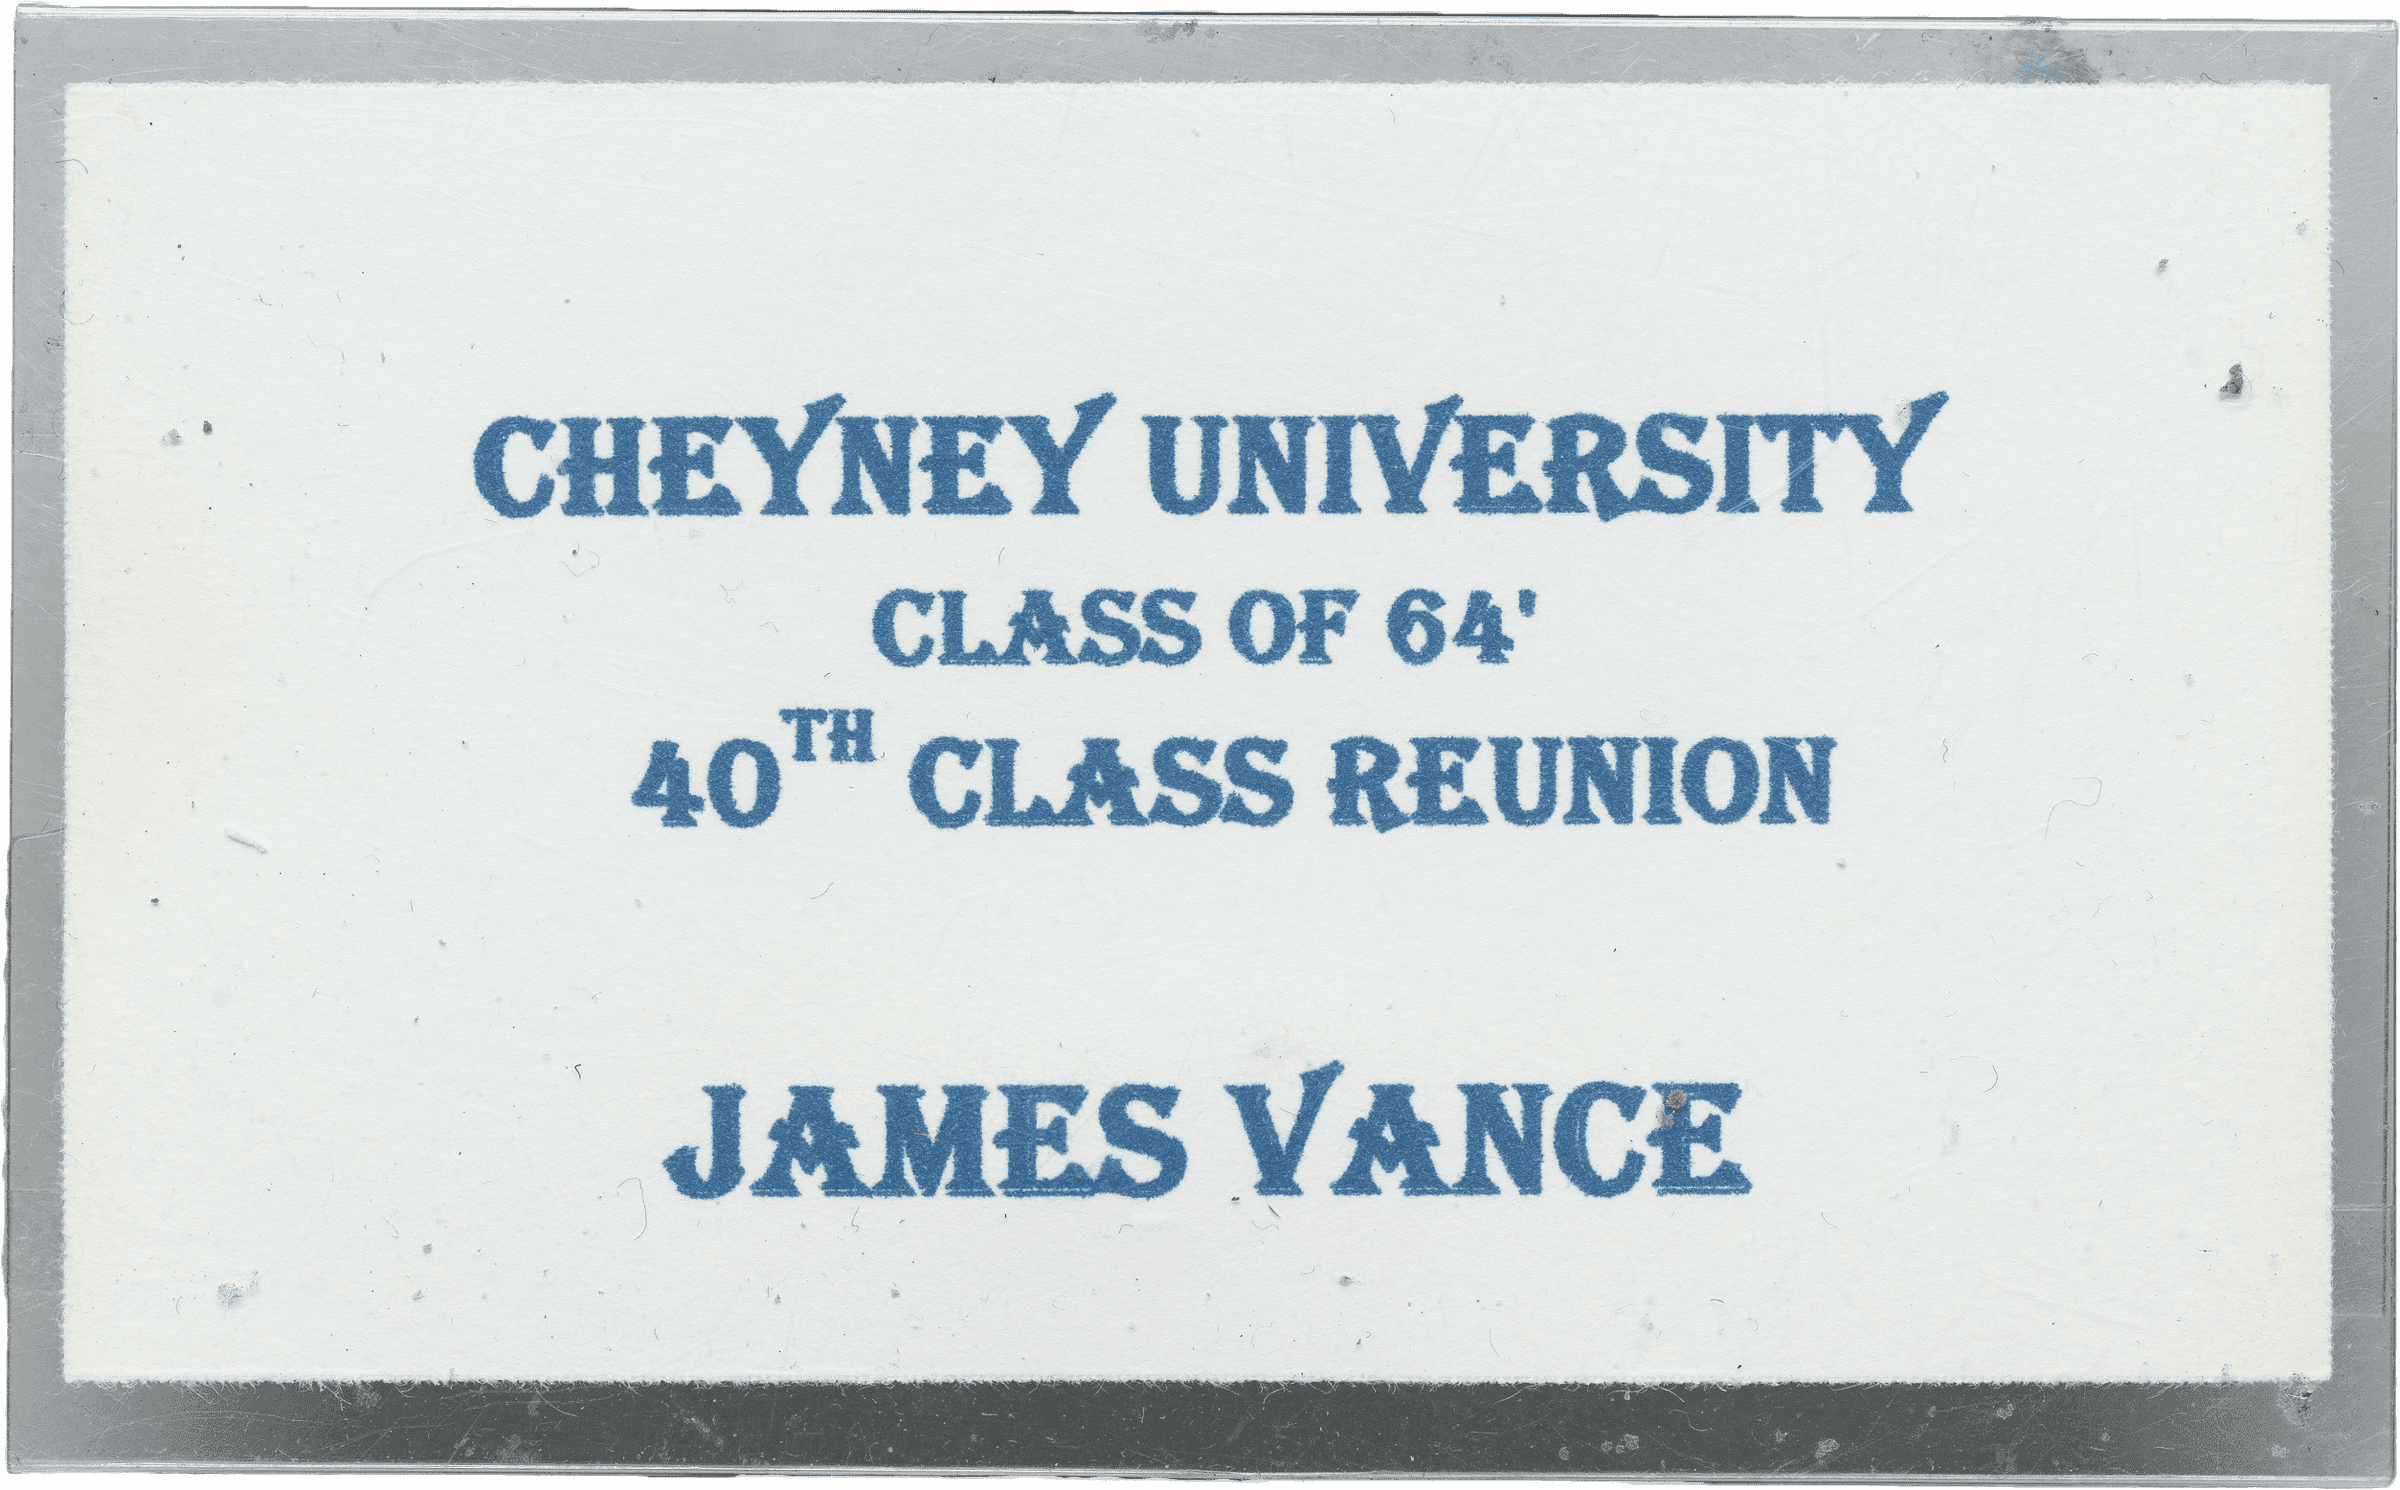 CHEYNEY UNIVERSITY
CLASS OF 64'
40TH CLASS REUNION
JAMES VANCE